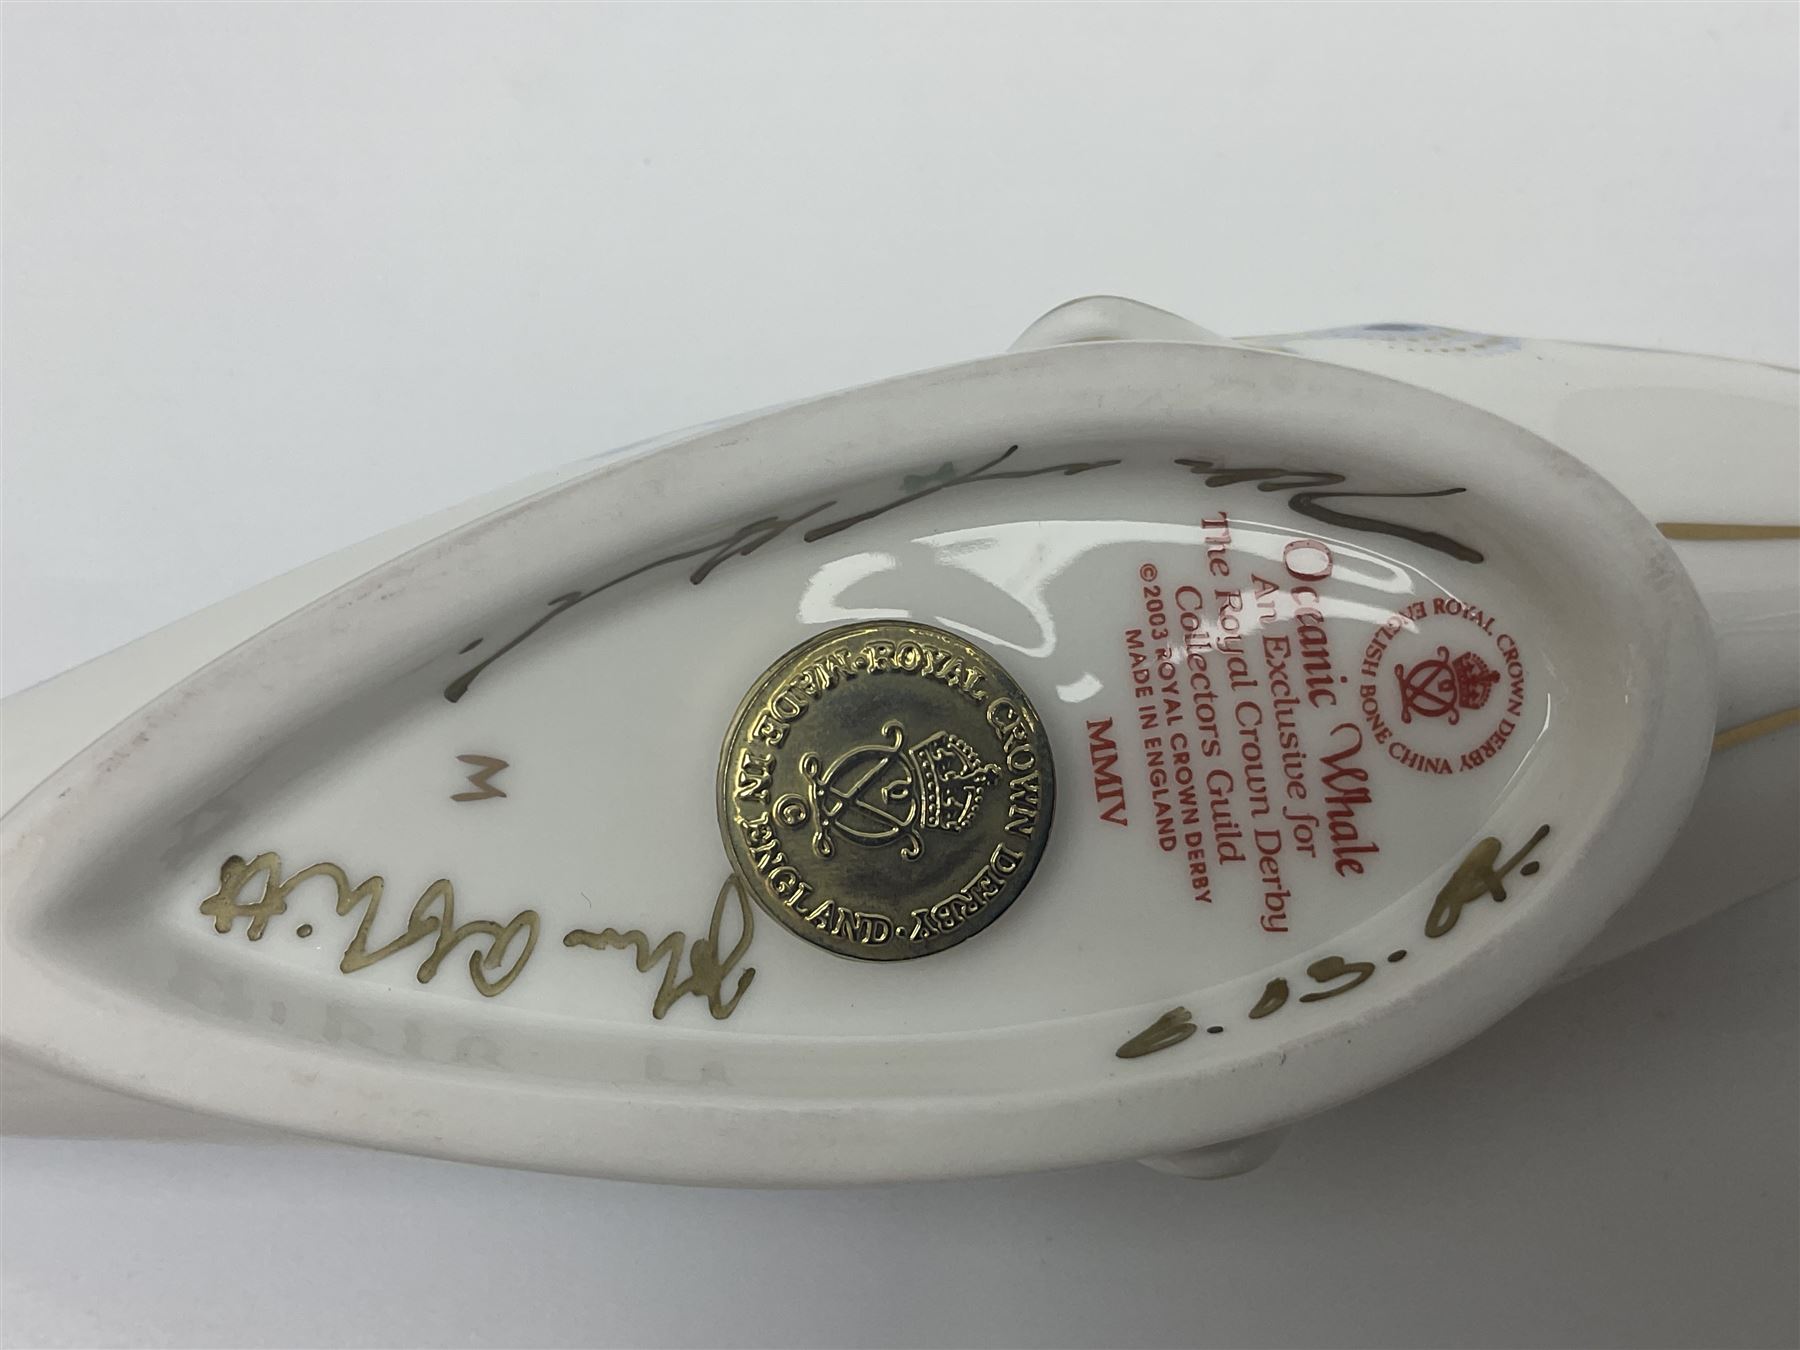 ROYAL CROWN DERBY
ENGLISH BONE CHINA
Oceanic Whale
An Exclusive for
The Royal Crown Derby
Collectors Guild
©2003 ROYAL CROWN DERBY
MADE IN ENGLAND
MMIV
· ROYAL CROWN DERBY · MADE IN ENGLAND
©
John
M